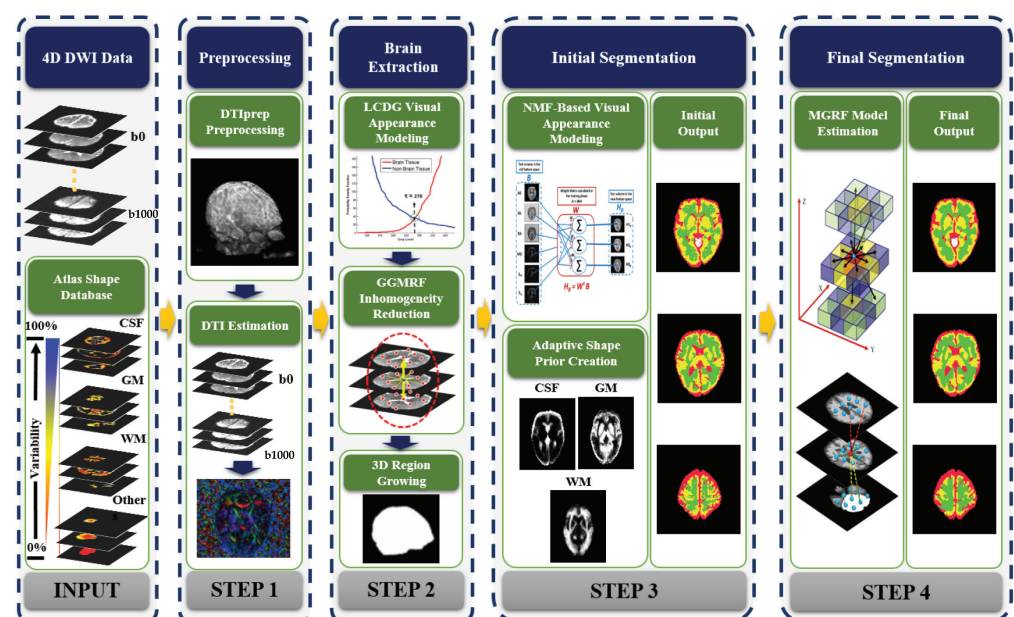 4D DWI Data
b0
b1000
Atlas Shape
Database
100%
CSF
GM
WM
Other
Variability
0%
INPUT
Preprocessing
DTIprep
Preprocessing
DTI Estimation
b0
b1000
STEP 1
Brain
Extraction
LCDG Visual
Appearance
Modeling
Brain Tissue
Non-Brain Tissue
GGMRF
Inhomogeneity
Reduction
3D Region
Growing
STEP 2
Initial Segmentation
NMF-Based Visual
Appearance
Modeling
B
W
Σ
Σ
Σ
Adaptive Shape
Prior Creation
CSF
GM
WM
Initial
Output
STEP 3
Final Segmentation
MGRF Model
Estimation
Z
X
Y
Final
Output
STEP 4